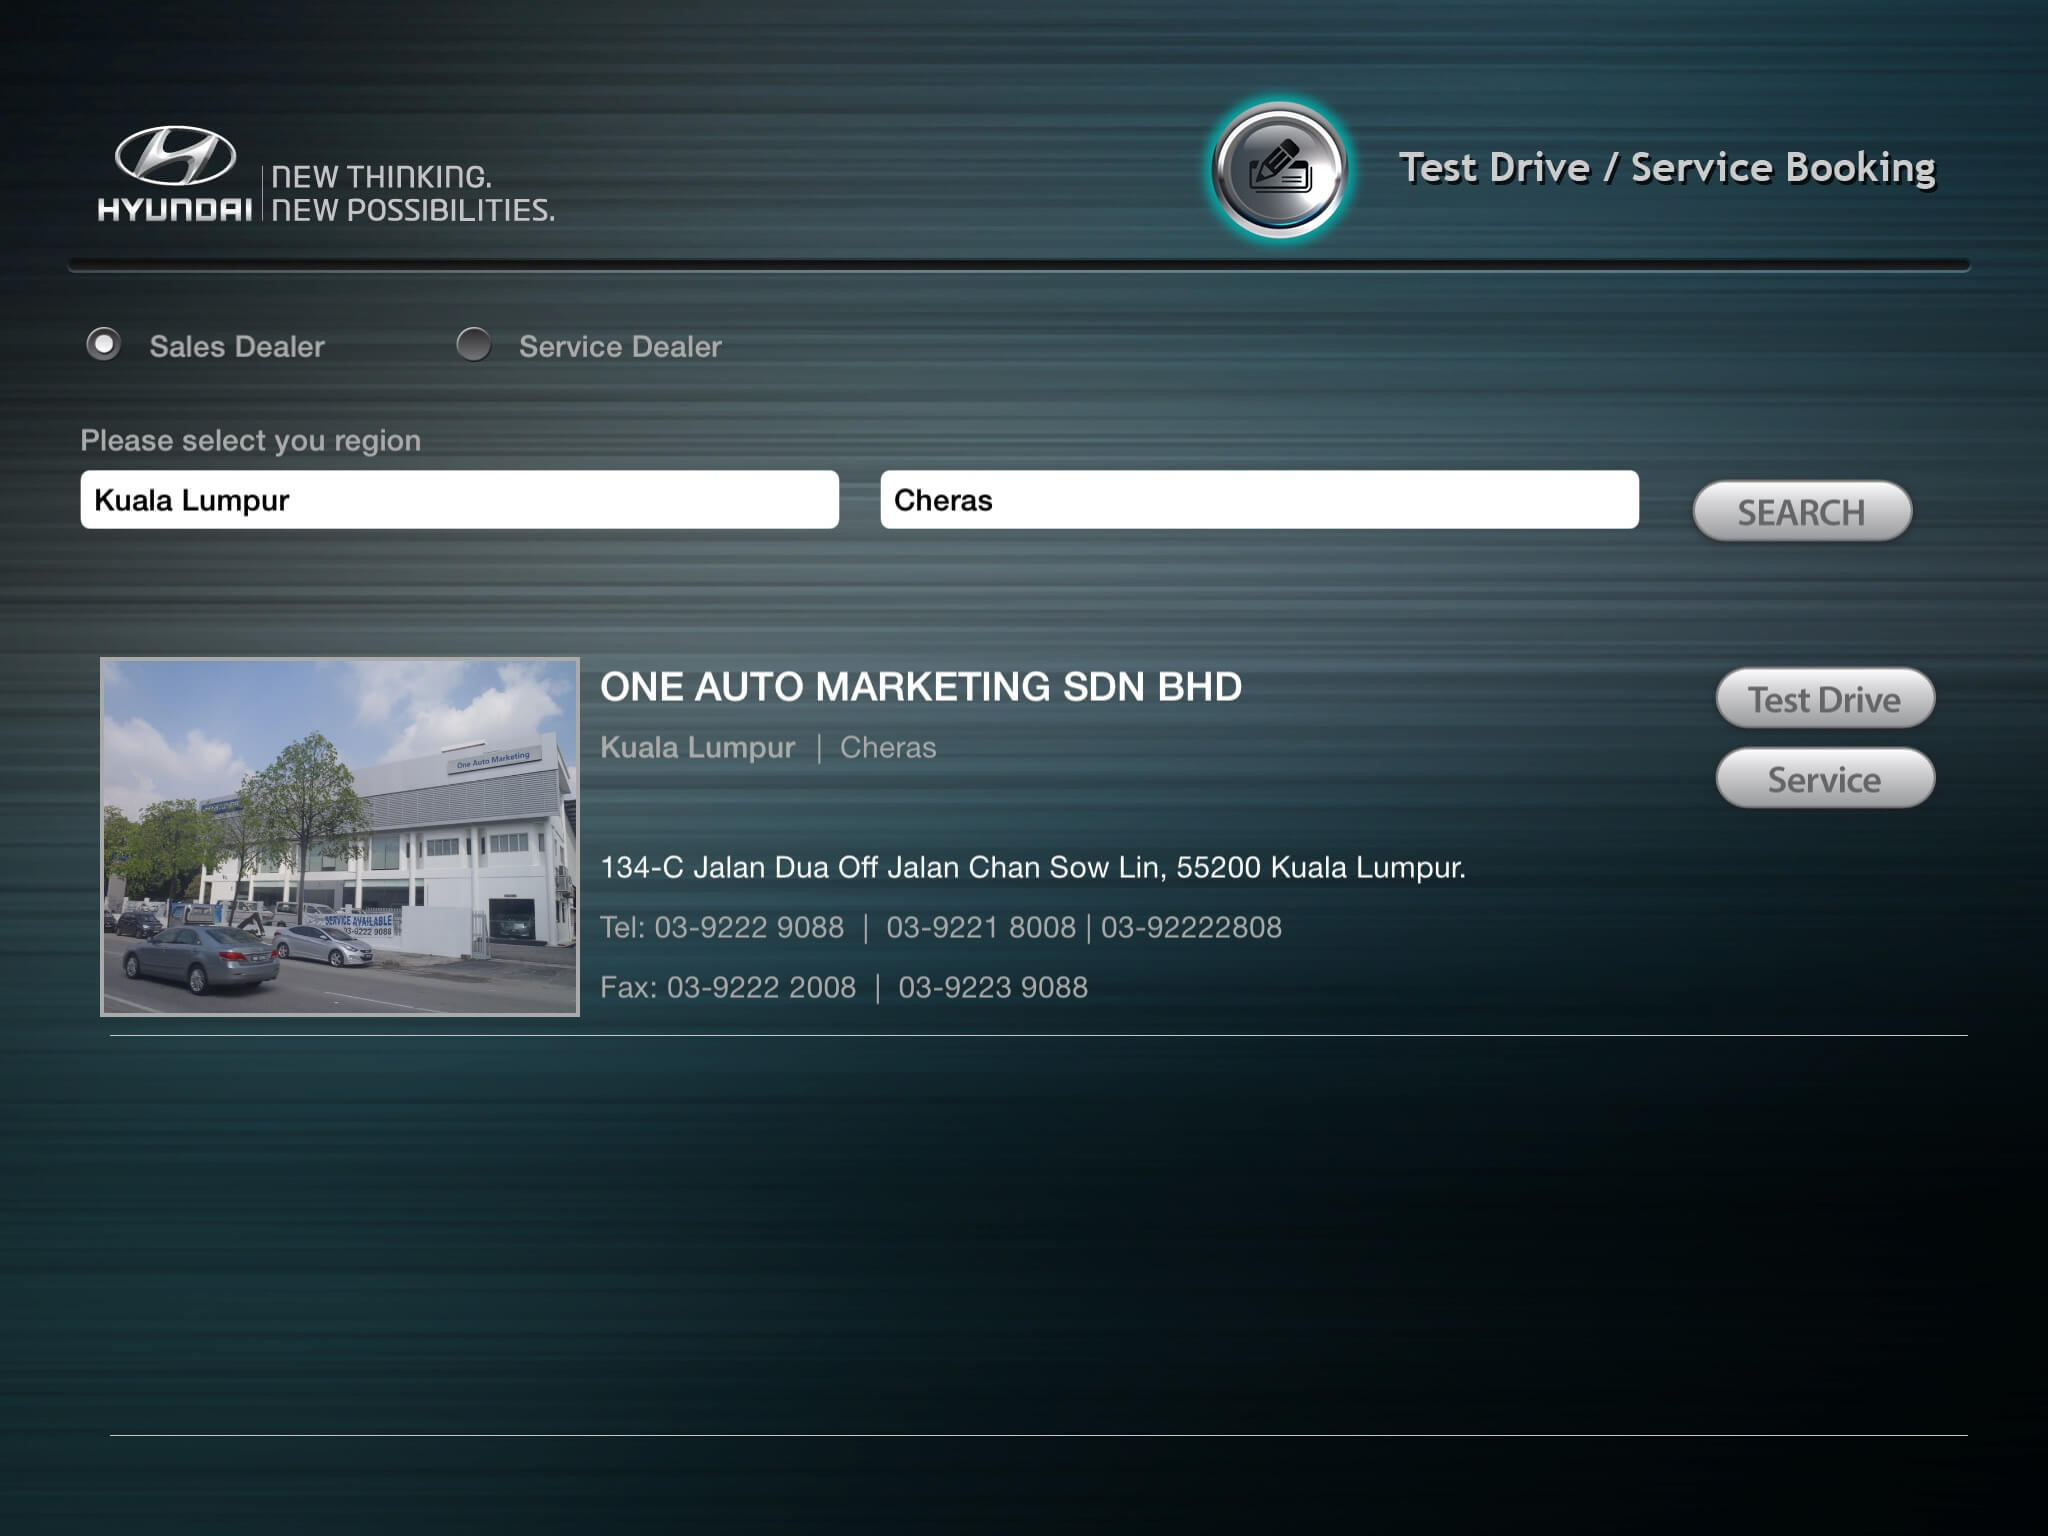 HYUNDAI
NEW THINKING.
NEW POSSIBILITIES.
Test Drive / Service Booking
Sales Dealer
Service Dealer
Please select you region
Kuala Lumpur
Cheras
SEARCH
One Auto Marketing
SERVICE AVAILABLE
03-9222 9088
ONE AUTO MARKETING SDN BHD
Kuala Lumpur | Cheras
134-C Jalan Dua Off Jalan Chan Sow Lin, 55200 Kuala Lumpur.
Tel: 03-9222 9088 | 03-9221 8008 | 03-92222808
Fax: 03-9222 2008 | 03-9223 9088
Test Drive
Service